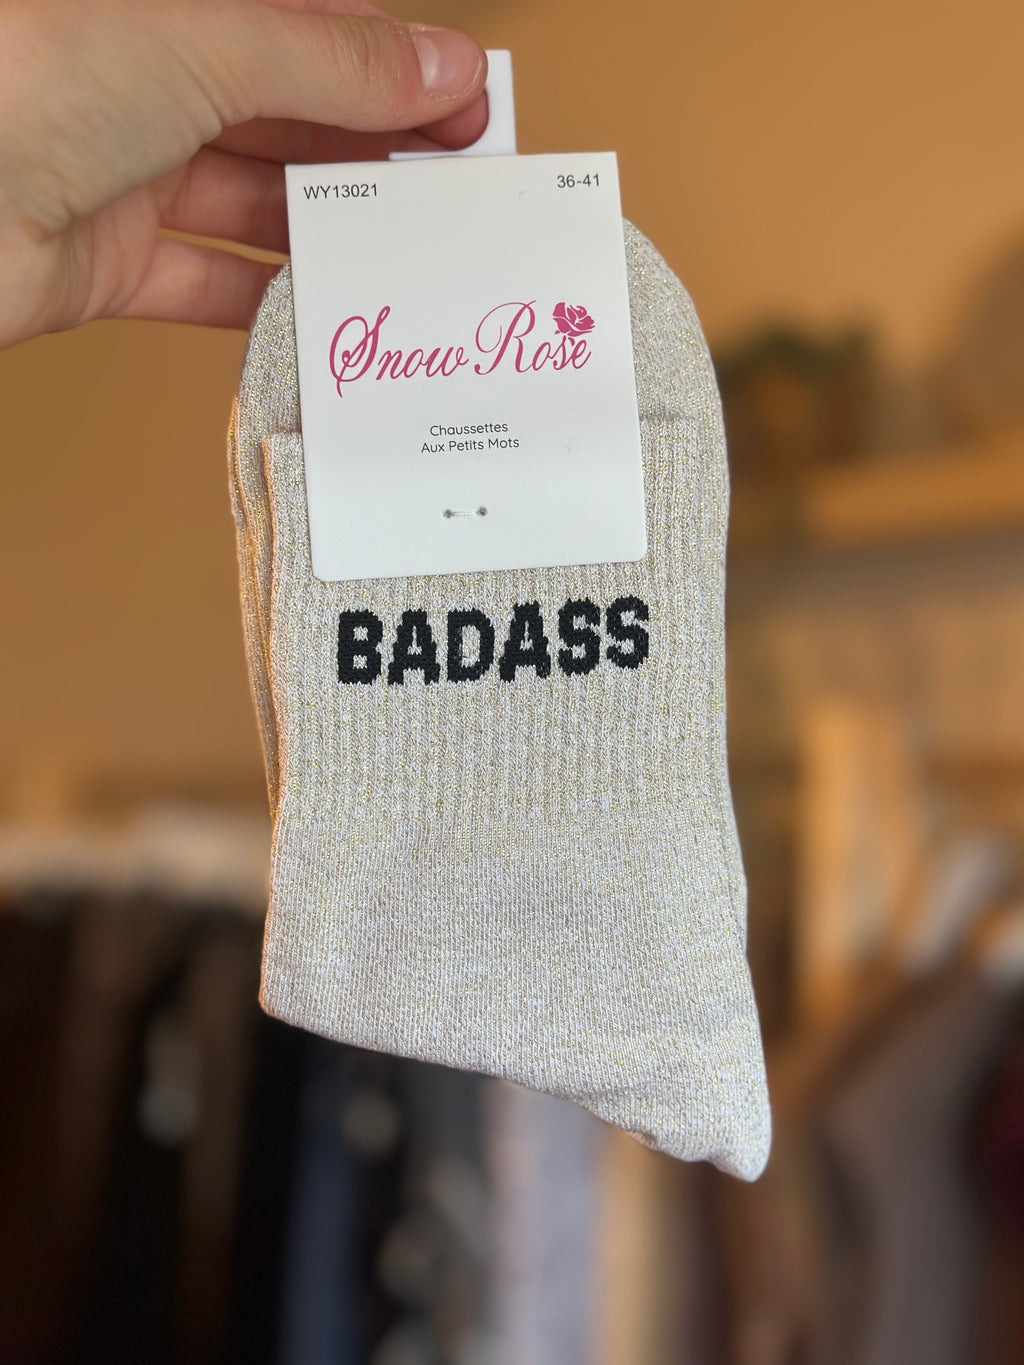 WY13021 36-41
Snow Rose
Chaussettes
Aux Petits Mots
BADASS